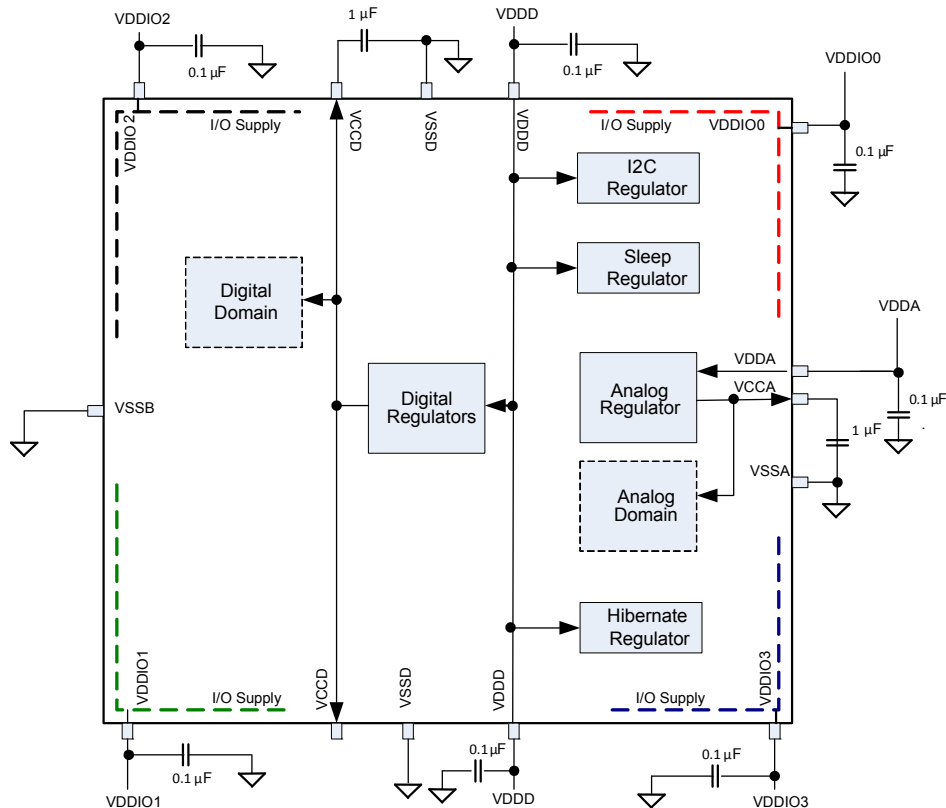 VDDIO2
0.1 µF
1 µF
VDDD
0.1 µF
VDDIO0
0.1 µF
VDDIO2
I/O Supply
VCCD
VSSD
VDDD
I/O Supply
VDDIO0
I2C
Regulator
Sleep
Regulator
Digital
Domain
VDDA
VDDA
VCCA
0.1 µF
1 µF
Analog
Regulator
Digital
Regulators
VSSB
VSSA
Analog
Domain
Hibernate
Regulator
VDDIO1
I/O Supply
VCCD
VSSD
VDDD
I/O Supply
VDDIO3
0.1 µF
VDDIO1
0.1 µF
VDDD
0.1 µF
VDDIO3